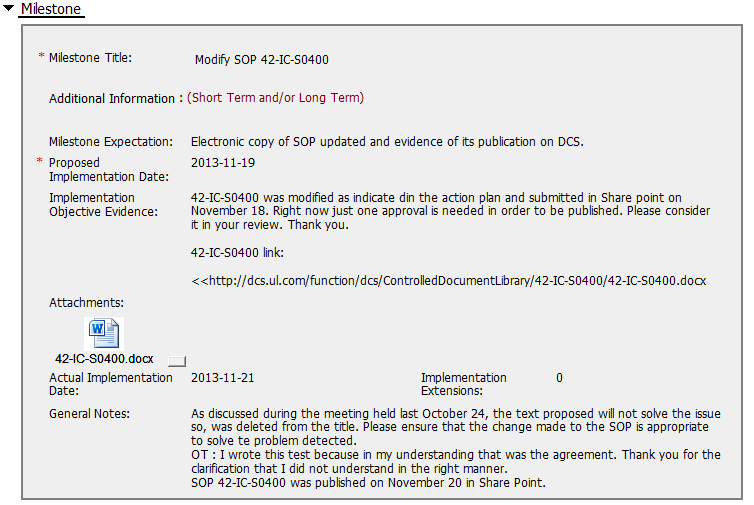 Milestone
* Milestone Title: Modify SOP 42-IC-S0400
Additional Information : (Short Term and/or Long Term)
Milestone Expectation: Electronic copy of SOP updated and evidence of its publication on DCS.
* Proposed Implementation Date: 2013-11-19
Implementation Objective Evidence: 42-IC-S0400 was modified as indicate din the action plan and submitted in Share point on
November 18. Right now just one approval is needed in order to be published. Please consider
it in your review. Thank you.
42-IC-S0400 link:
<<http://dcs.ul.com/function/dcs/ControlledDocumentLibrary/42-IC-S0400/42-IC-S0400.docx
Attachments:
W
42-IC-S0400.docx
Actual Implementation Date: 2013-11-21 Implementation Extensions: 0
General Notes: As discussed during the meeting held last October 24, the text proposed will not solve the issue
so, was deleted from the title. Please ensure that the change made to the SOP is appropriate
to solve te problem detected.
OT : I wrote this test because in my understanding that was the agreement. Thank you for the
clarification that I did not understand in the right manner.
SOP 42-IC-S0400 was published on November 20 in Share Point.